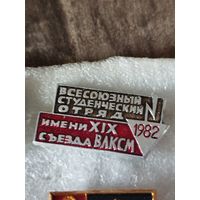 ВСЕСОЮЗНЫЙ
СТУДЕНЧЕСКИЙ
ОТРЯД
ИМЕНИ XIX
СЪЕЗДА ВЛКСМ
1982